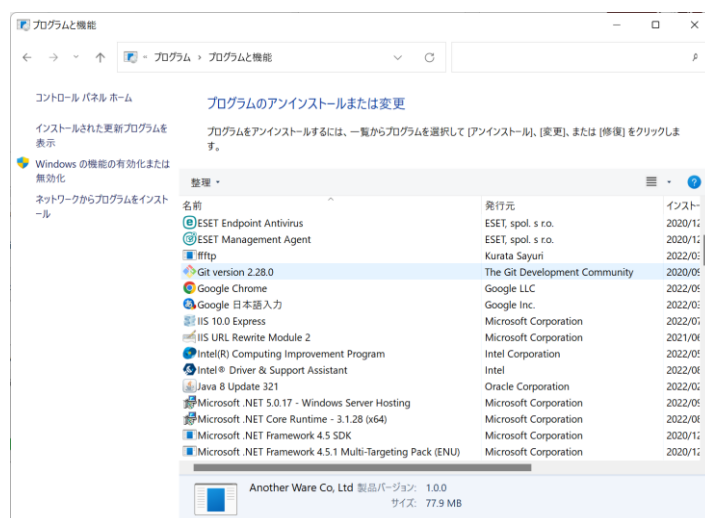 プログラムと機能
プログラム › プログラムと機能
コントロール パネル ホーム
インストールされた更新プログラムを
表示
Windows の機能の有効化または
無効化
ネットワークからプログラムをインスト
ール
プログラムのアンインストールまたは変更
プログラムをアンインストールするには、一覧からプログラムを選択して [アンインストール]、[変更]、または [修復] をクリックしま
す。
整理
名前 発行元 インスト
ESET Endpoint Antivirus ESET, spol. s r.o. 2020/12
ESET Management Agent ESET, spol. s r.o. 2020/12
ffftp Kurata Sayuri 2022/0
Git version 2.28.0 The Git Development Community 2020/09
Google Chrome Google LLC 2022/09
Google 日本語入力 Google Inc. 2022/0
IIS 10.0 Express Microsoft Corporation 2022/07
IIS URL Rewrite Module 2 Microsoft Corporation 2021/06
Intel(R) Computing Improvement Program Intel Corporation 2022/05
Intel® Driver & Support Assistant Intel 2022/08
Java 8 Update 321 Oracle Corporation 2022/02
Microsoft .NET 5.0.17 - Windows Server Hosting Microsoft Corporation 2022/05
Microsoft .NET Core Runtime - 3.1.28 (x64) Microsoft Corporation 2022/08
Microsoft .NET Framework 4.5 SDK Microsoft Corporation 2020/12
Microsoft .NET Framework 4.5.1 Multi-Targeting Pack (ENU) Microsoft Corporation 2020/12
Another Ware Co, Ltd 製品バージョン: 1.0.0
サイズ: 77.9 MB